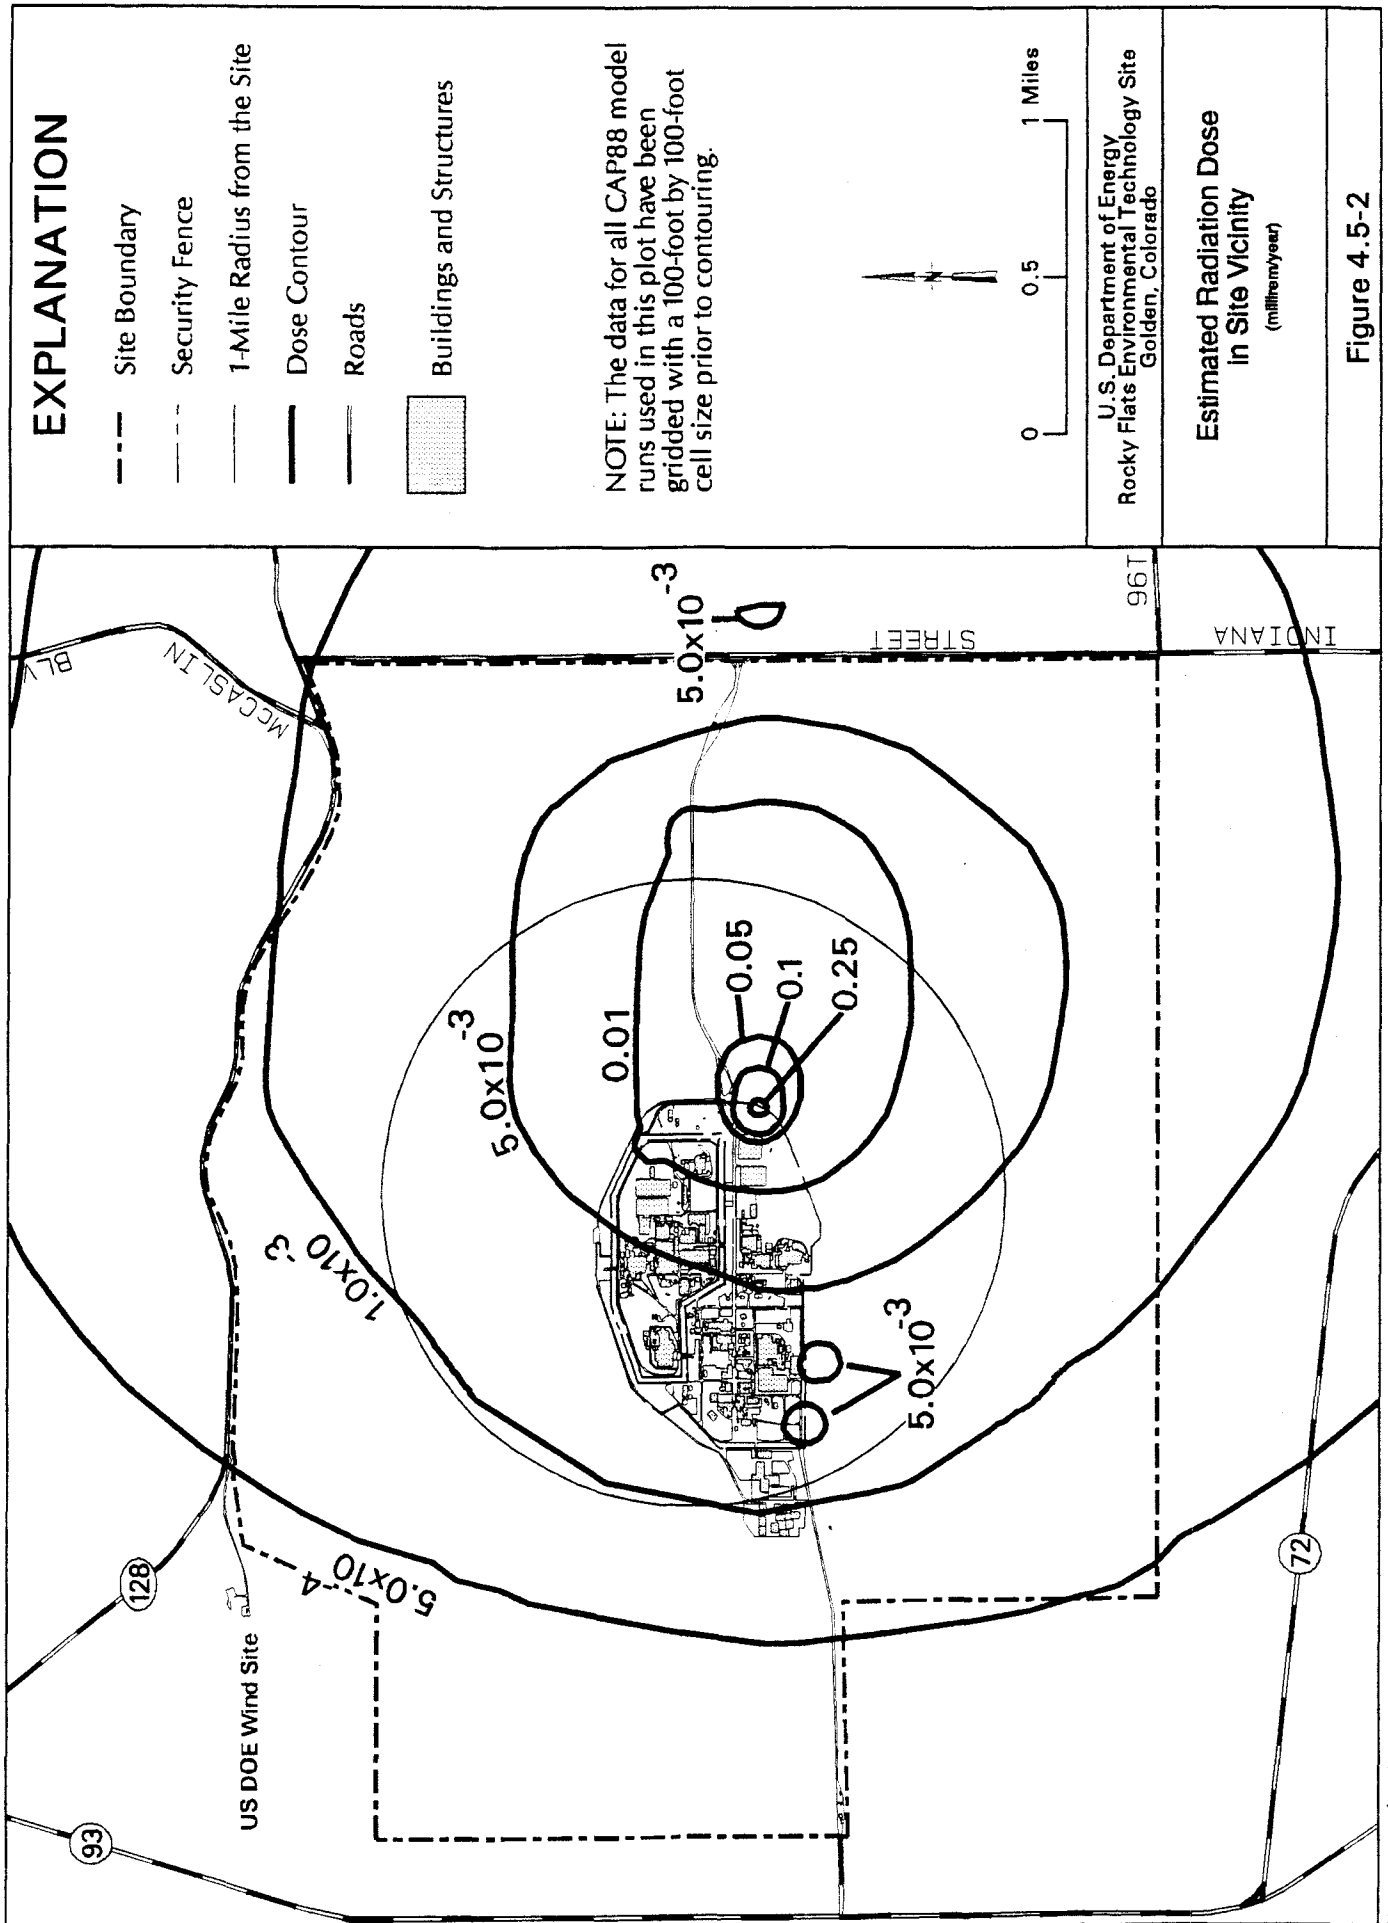 EXPLANATION
Site Boundary
Security Fence
1-Mile Radius from the Site
Dose Contour
Roads
Buildings and Structures
NOTE: The data for all CAP88 model
runs used in this plot have been
gridded with a 100-foot by 100-foot
cell size prior to contouring.
N
0 0.5 1 Miles
U.S. Department of Energy
Rocky Flats Environmental Technology Site
Golden, Colorado
Estimated Radiation Dose
in Site Vicinity
(millirem/year)
Figure 4.5-2
93
128
US DOE Wind Site
5.0x10-4
1.0x10-3
5.0x10-3
0.01
0.05
0.1
0.25
5.0x10-3
5.0x10-3
McCASLIN
BLV
STREET
INDIANA
96T
72